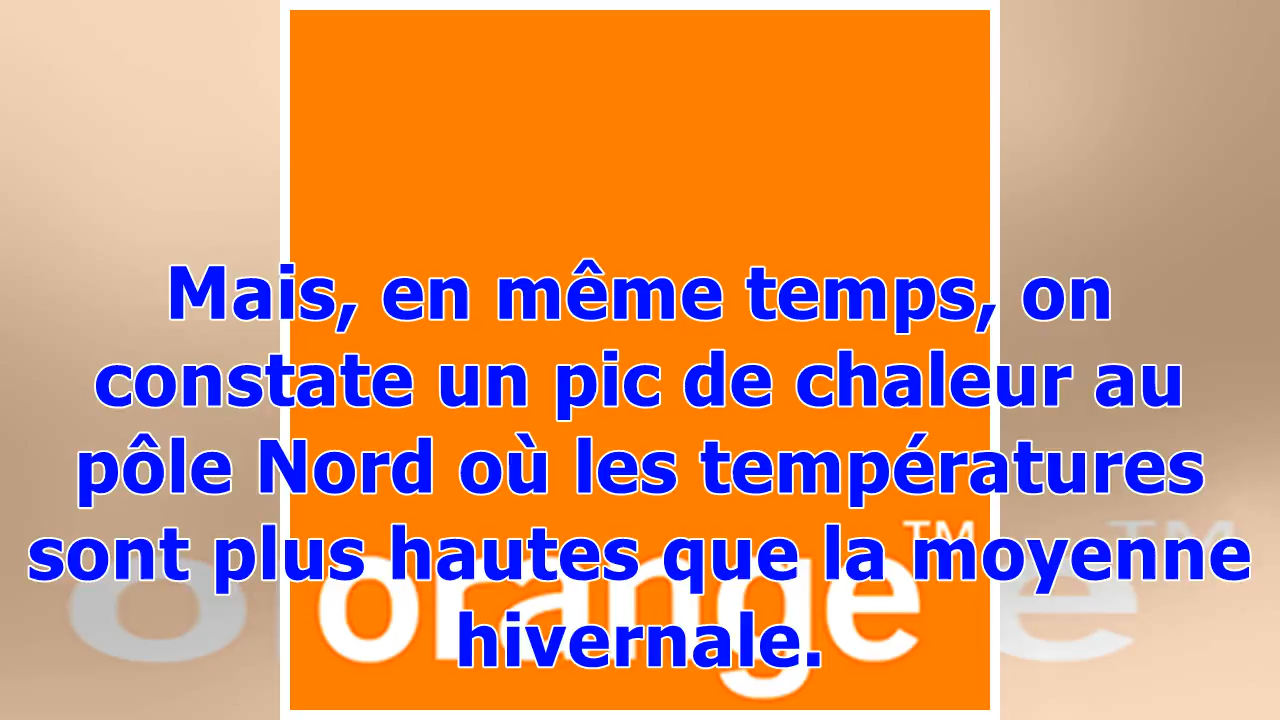 Mais, en même temps, on
constate un pic de chaleur au
pôle Nord où les températures
sont plus hautes que la moyenne
hivernale.
orange™